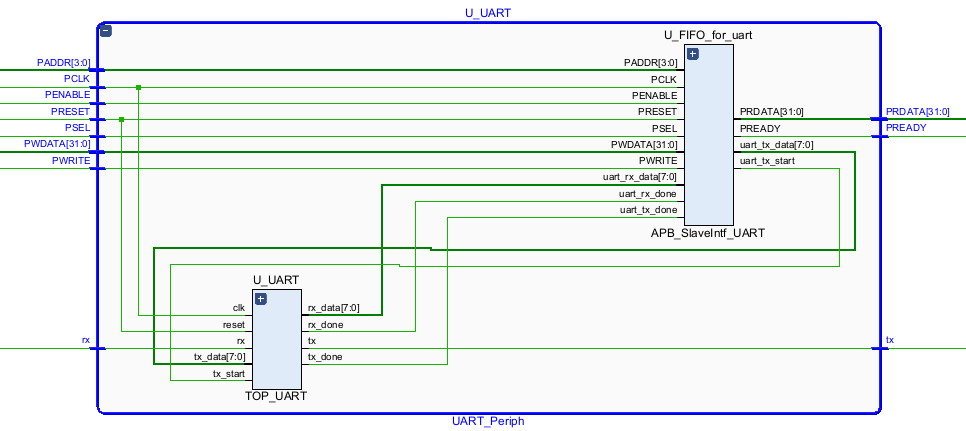 U_UART
U_FIFO_for_uart
PADDR[3:0]
PCLK
PENABLE
PRESET
PSEL
PWDATA[31:0]
PWRITE
PADDR[3:0]
PCLK
PENABLE
PRESET
PSEL
PWDATA[31:0]
PWRITE
uart_rx_data[7:0]
uart_rx_done
uart_tx_done
PRDATA[31:0]
PREADY
uart_tx_data[7:0]
uart_tx_start
PRDATA[31:0]
PREADY
APB_SlaveIntf_UART
U_UART
clk
reset
rx
tx_data[7:0]
tx_start
rx_data[7:0]
rx_done
tx
tx_done
rx
tx
TOP_UART
UART_Periph